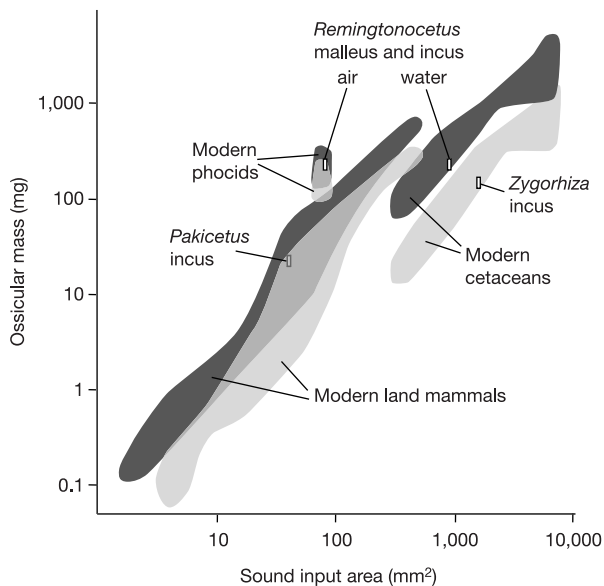 Remingtonocetus
malleus and incus
air water
1,000
Modern
phocids
100
Zygorhiza
incus
Pakicetus
incus
Modern
cetaceans
10
1
Modern land mammals
0.1
Ossicular mass (mg)
10 100 1,000 10,000
Sound input area (mm²)